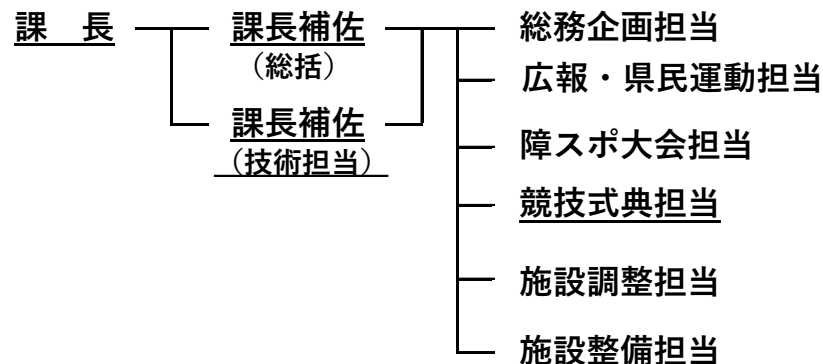 課　長
課長補佐
（総括）
課長補佐
（技術担当）
総務企画担当
広報・県民運動担当
障スポ大会担当
競技式典担当
施設調整担当
施設整備担当